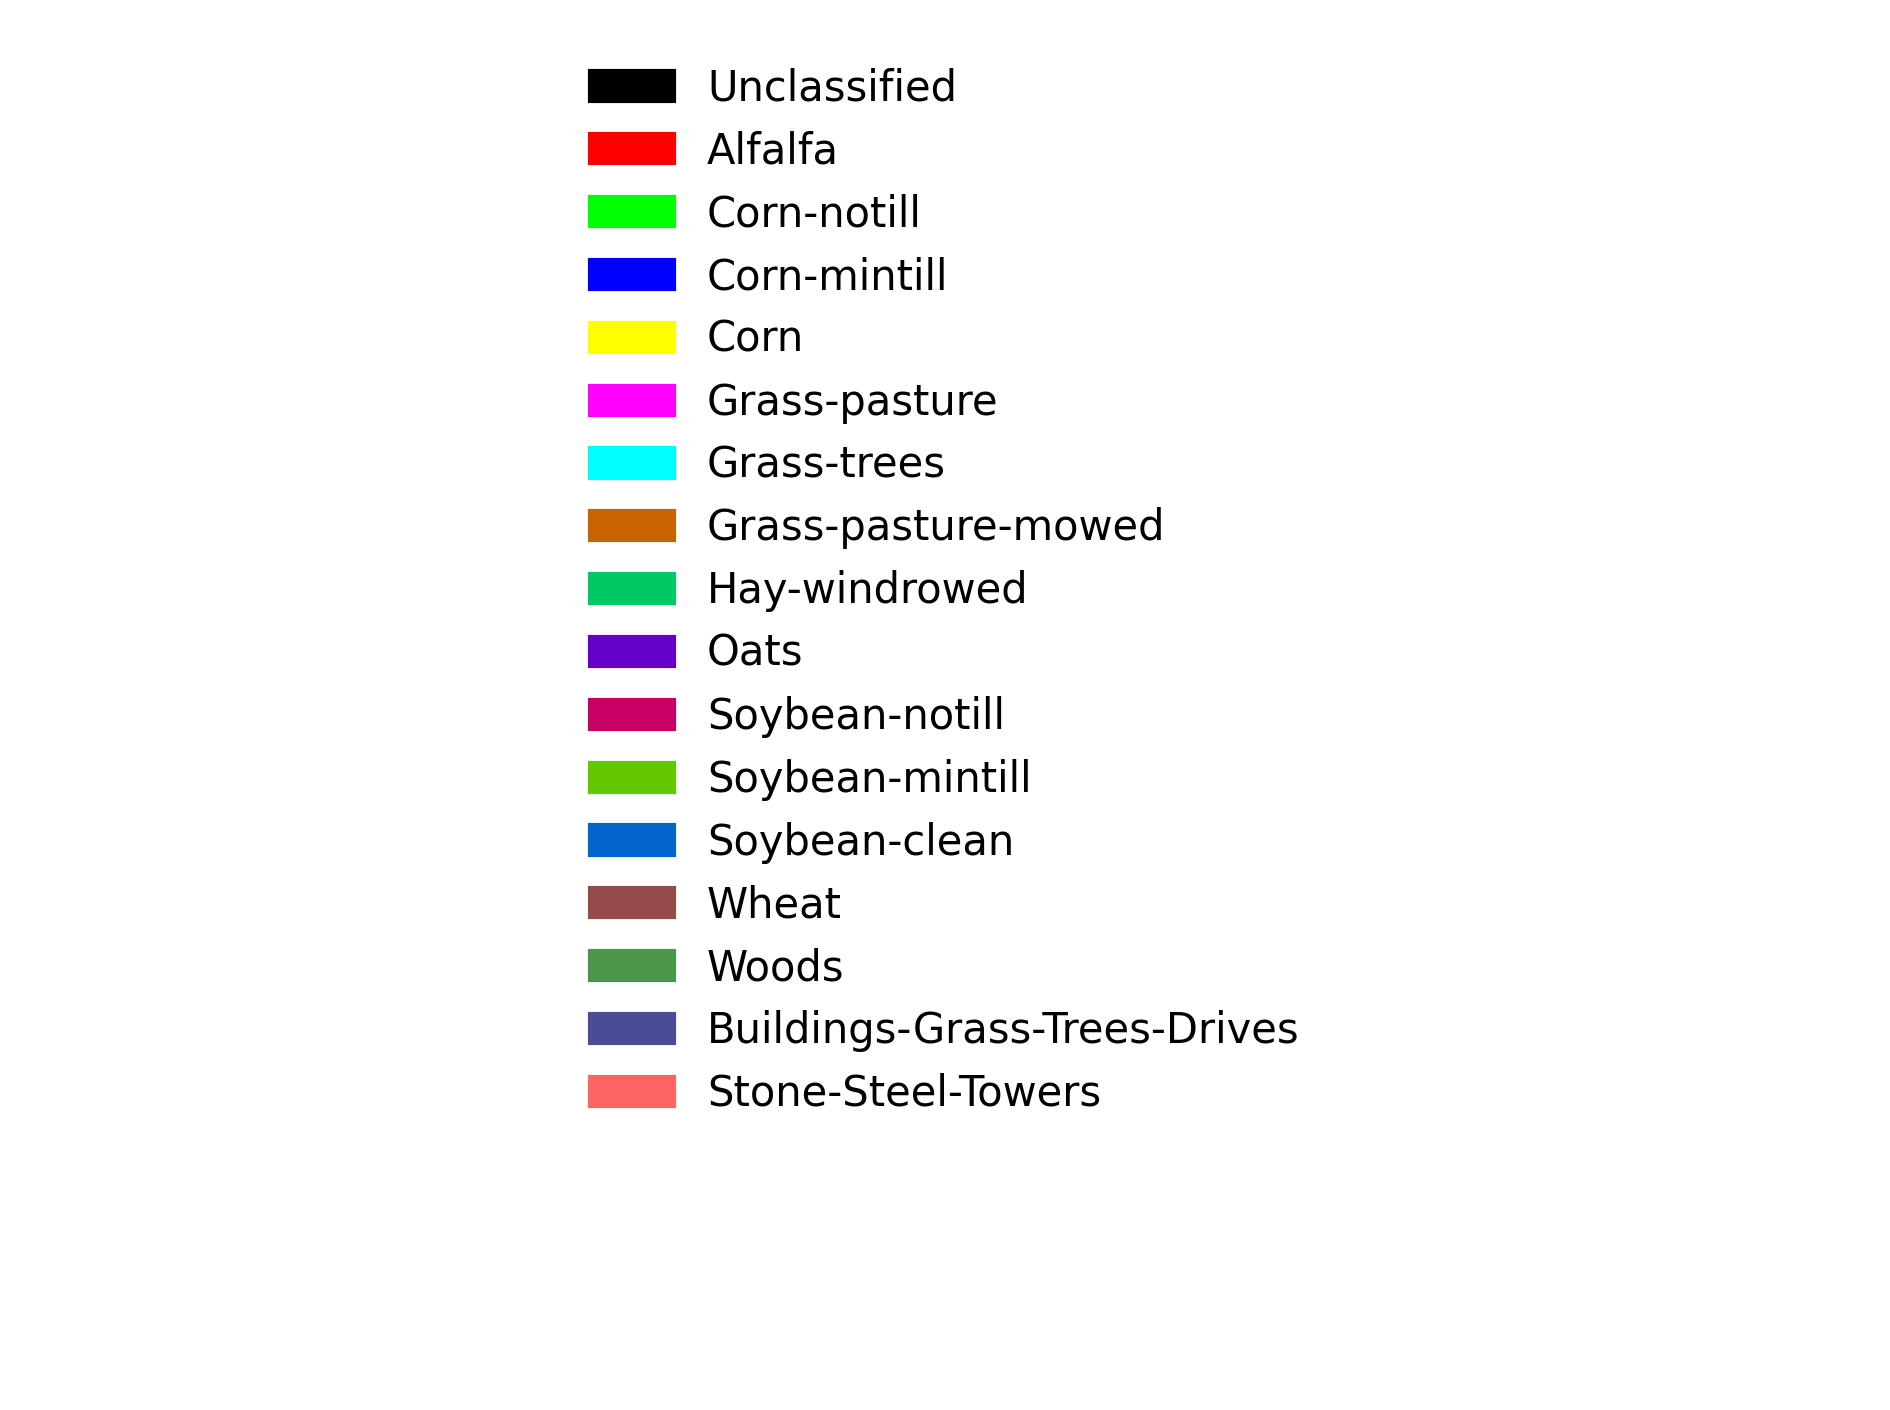 Unclassified
Alfalfa
Corn-notill
Corn-mintill
Corn
Grass-pasture
Grass-trees
Grass-pasture-mowed
Hay-windrowed
Oats
Soybean-notill
Soybean-mintill
Soybean-clean
Wheat
Woods
Buildings-Grass-Trees-Drives
Stone-Steel-Towers